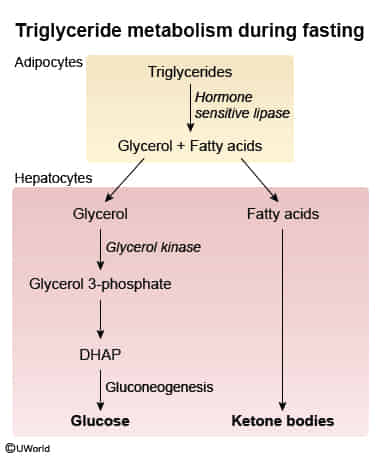 Triglyceride metabolism during fasting
Adipocytes
Triglycerides
Hormone
sensitive lipase
Glycerol + Fatty acids
Hepatocytes
Glycerol
Fatty acids
Glycerol kinase
Glycerol 3-phosphate
DHAP
Gluconeogenesis
Glucose
Ketone bodies
©UWorld